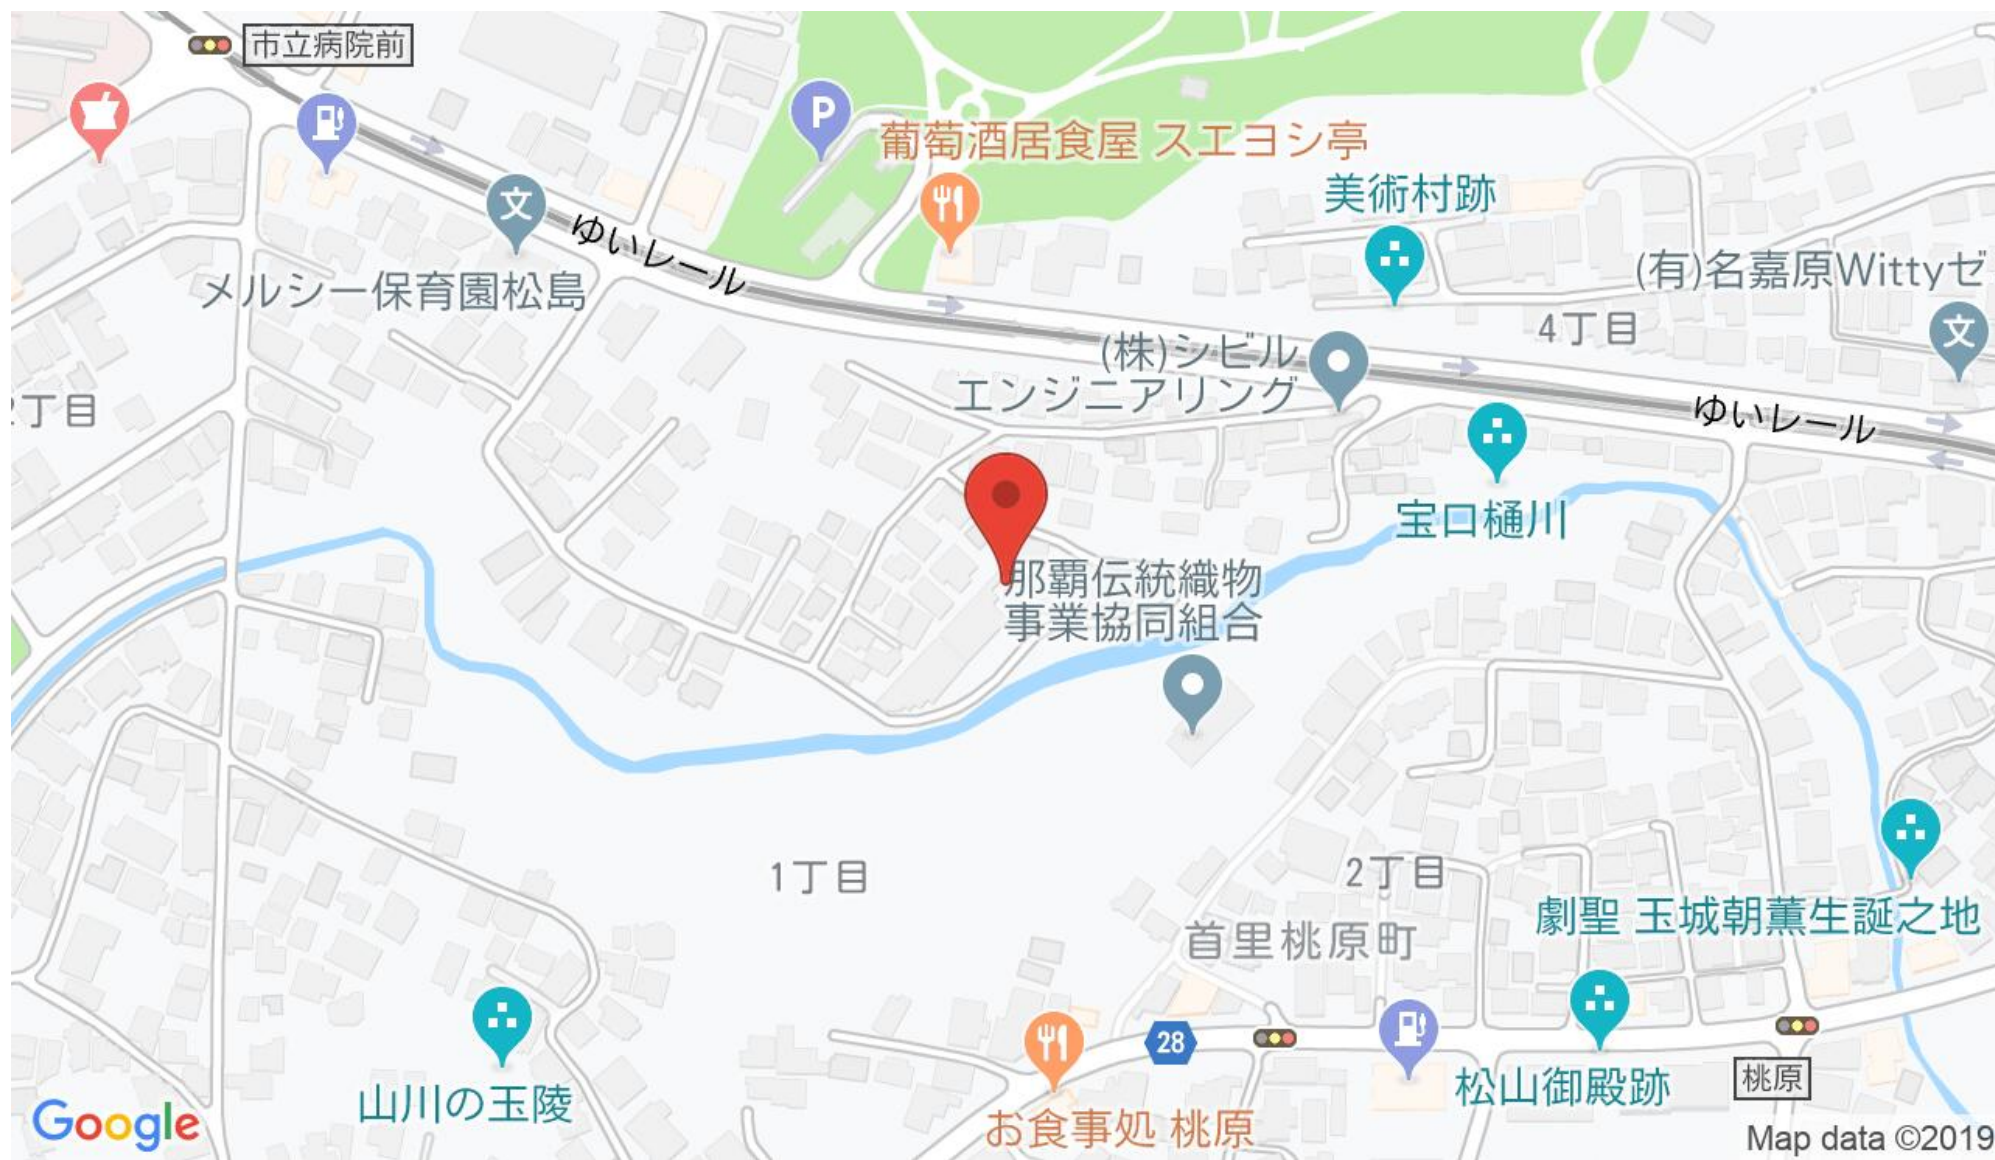 市立病院前
葡萄酒居食屋 スエヨシ亭
美術村跡
ゆいレール
メルシー保育園松島
(有)名嘉原Wittyゼ
4丁目
(株)シビル
エンジニアリング
2丁目
ゆいレール
宝口樋川
那覇伝統織物
事業協同組合
1丁目
2丁目
劇聖 玉城朝薫生誕之地
首里桃原町
28
山川の玉陵
松山御殿跡
桃原
お食事処 桃原
P
文
文
Google
Map data ©2019